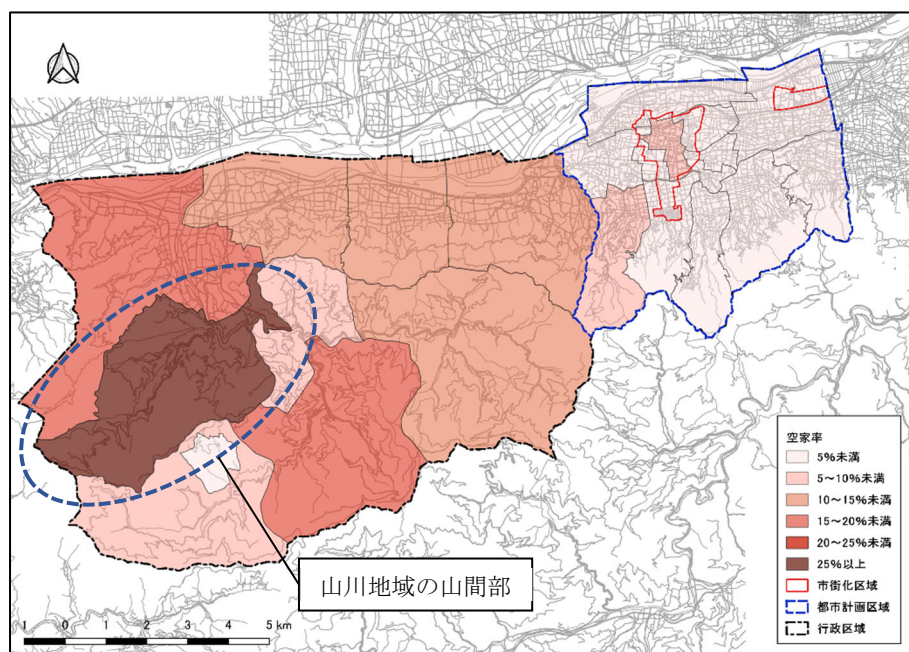 山川地域の山間部
空家率
5%未満
5～10%未満
10～15%未満
15～20%未満
20～25%未満
25%以上
市街化区域
都市計画区域
行政区域
1 0 1 2 3 4 5 km